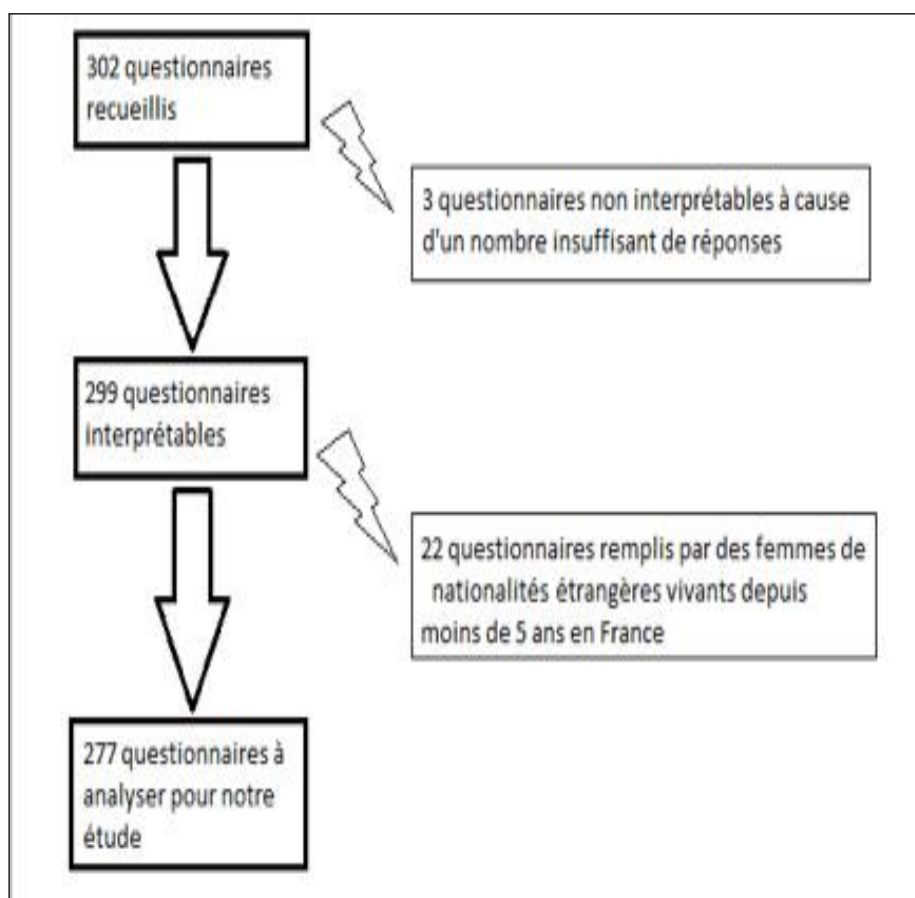 302 questionnaires
recueillis
3 questionnaires non interprétables à cause
d'un nombre insuffisant de réponses
299 questionnaires
interprétables
22 questionnaires remplis par des femmes de
nationalités étrangères vivants depuis
moins de 5 ans en France
277 questionnaires à
analyser pour notre
étude